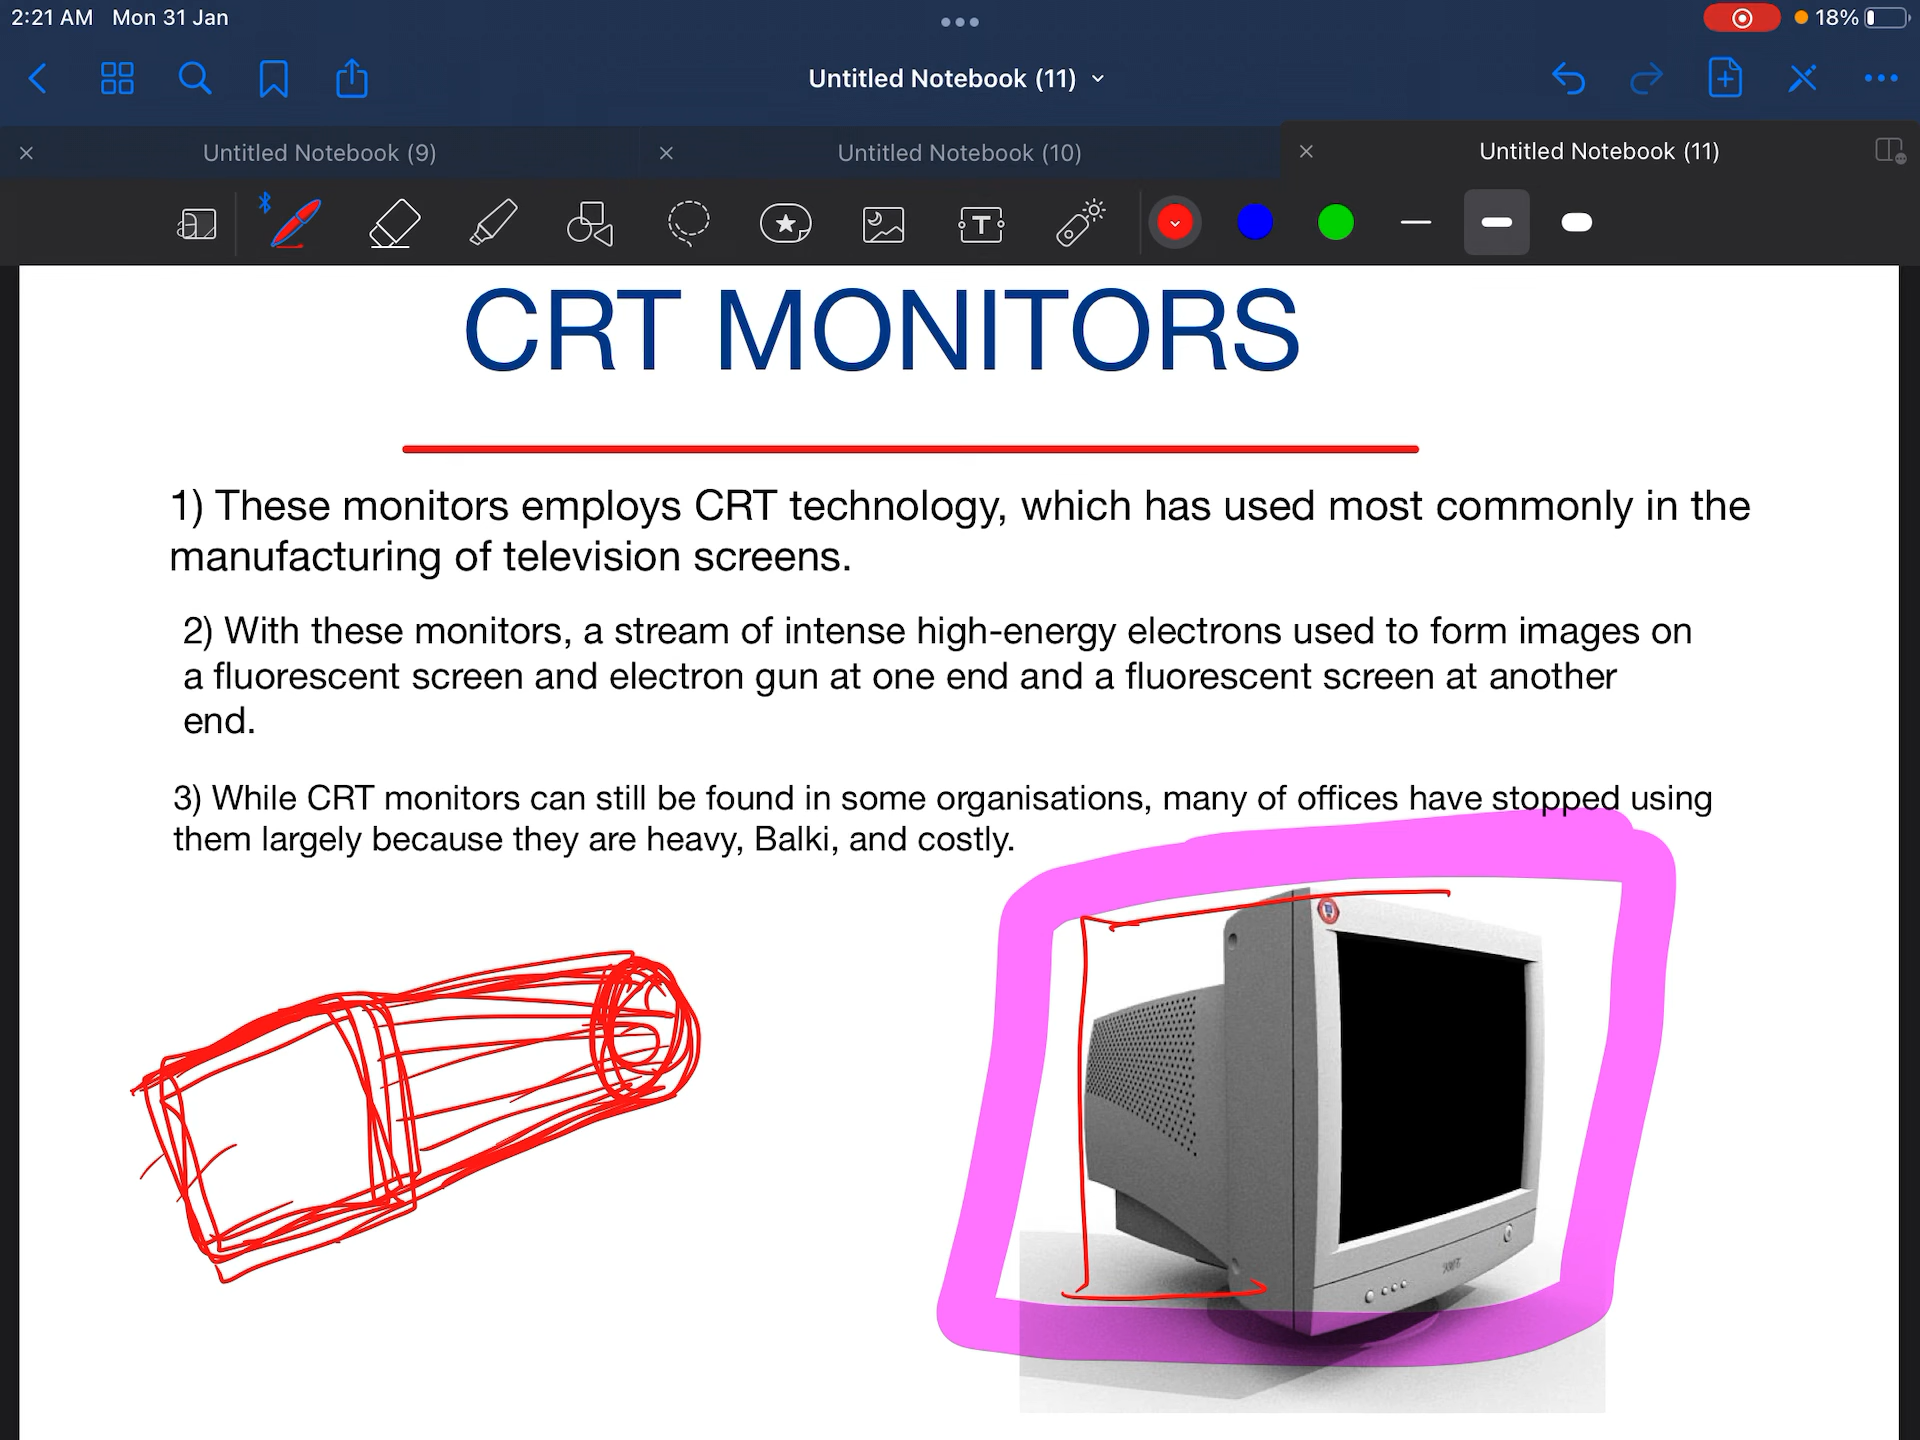 2:21 AM Mon 31 Jan
18%
Untitled Notebook (11)
Untitled Notebook (9)
Untitled Notebook (10)
Untitled Notebook (11)
CRT MONITORS
1) These monitors employs CRT technology, which has used most commonly in the
manufacturing of television screens.
2) With these monitors, a stream of intense high-energy electrons used to form images on
a fluorescent screen and electron gun at one end and a fluorescent screen at another
end.
3) While CRT monitors can still be found in some organisations, many of offices have stopped using
them largely because they are heavy, Balki, and costly.